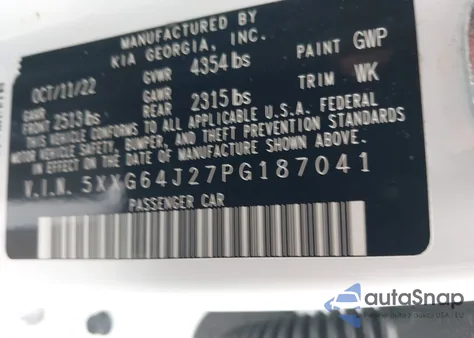 MANUFACTURED BY
KIA GEORGIA, INC.
OCT/11/22 GVWR 4354 lbs PAINT GWP
GAWR FRONT 2513 lbs GAWR REAR 2315 lbs TRIM WK
THIS VEHICLE CONFORMS TO ALL APPLICABLE U.S.A. FEDERAL
MOTOR VEHICLE SAFETY, BUMPER, AND THEFT PREVENTION
STANDARDS IN EFFECT ON THE DATE OF MANUFACTURE SHOWN ABOVE.
V.I.N. 5XXG64J27PG187041
PASSENGER CAR
autoSnap